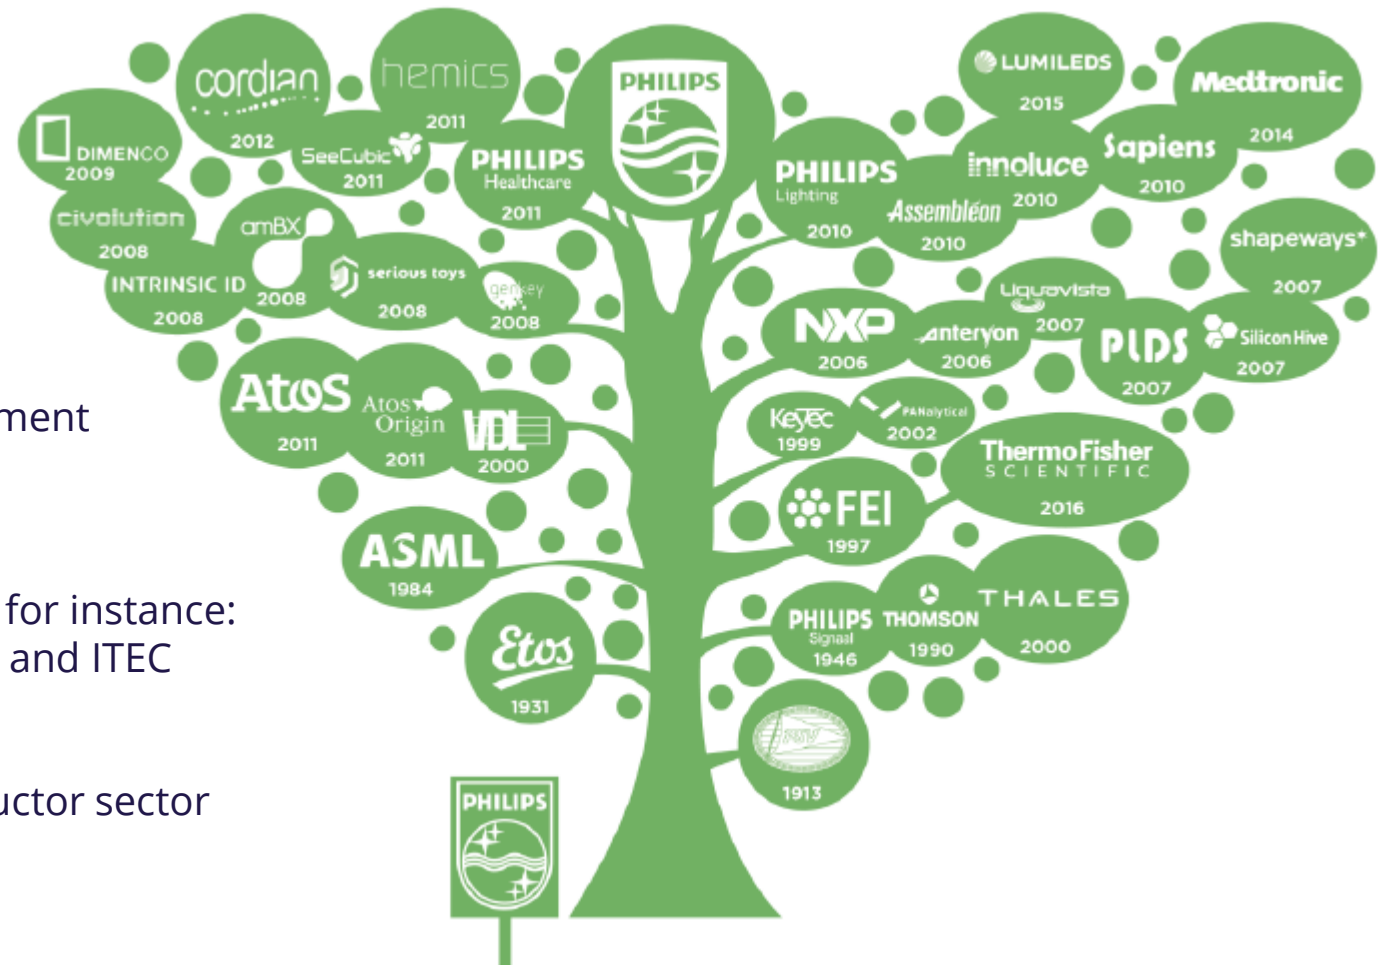 cordian
2012
hemics
2011
PHILIPS
LUMILEDS
2015
Medtronic
2014
DIMENCO
2009
SeeCubic
2011
PHILIPS
Healthcare
2011
PHILIPS
Lighting
2010
Assembléon
2010
innoluce
2010
Sapiens
2010
civolution
2008
amBX
2008
INTRINSIC ID
2008
serious toys
2008
genkey
2008
shapeways*
2007
NXP
2006
anteryon
2006
Liquavista
2007
PLDS
2007
Silicon Hive
2007
Atos
2011
Atos
Origin
2011
VDL
2000
KeyTec
1999
PANalytical
2002
ThermoFisher
SCIENTIFIC
2016
FEI
1997
ment
ASML
1984
for instance:
and ITEC
Etos
1931
PHILIPS
Signaal
1946
THOMSON
1990
THALES
2000
PSV
1913
uctor sector
PHILIPS